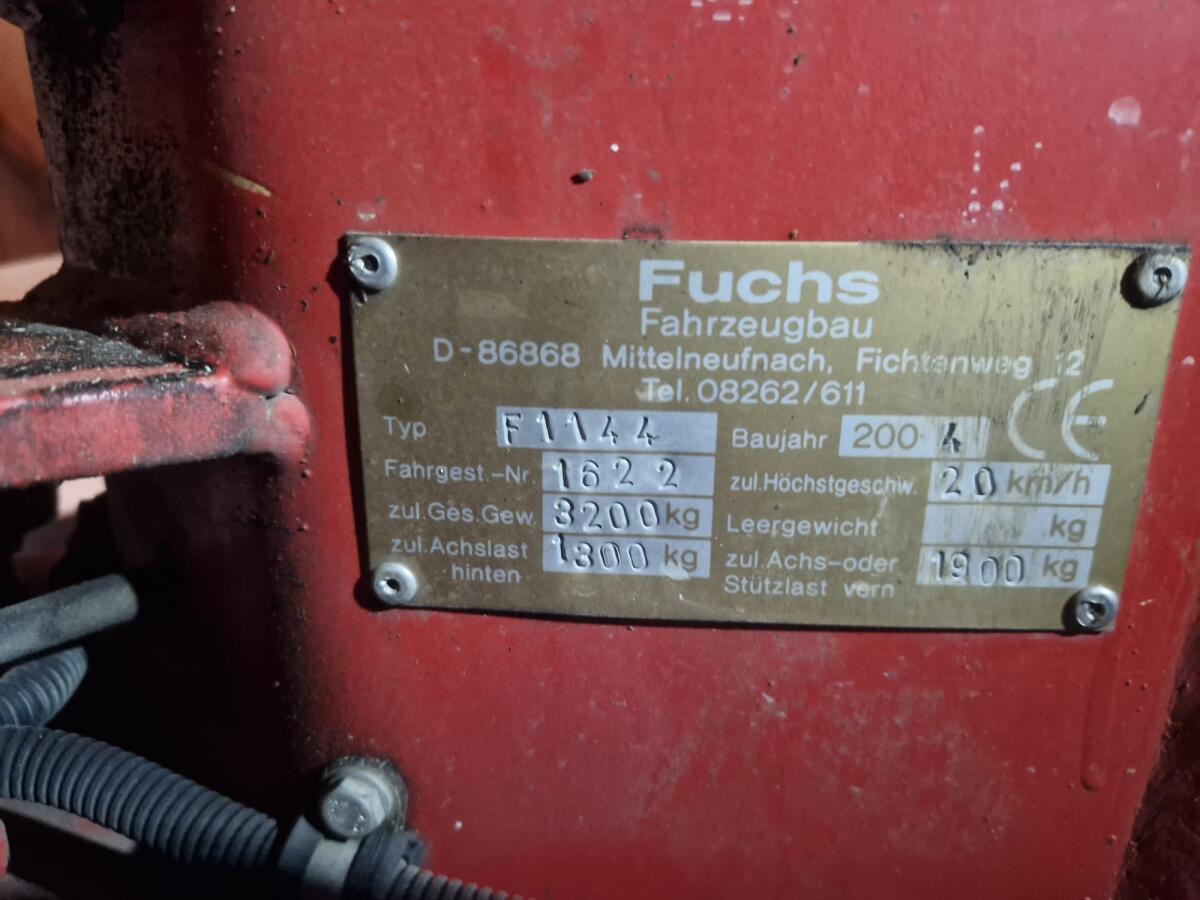 Fuchs
Fahrzeugbau
D-86868 Mittelneufnach, Fichtenweg 12
Tel. 08262/611
Typ F1144 Baujahr 2004 CE
Fahrgest.-Nr. 1622 zul.Höchstgeschw. 20 km/h
zul.Ges.Gew. 3200 kg Leergewicht kg
zul.Achslast hinten 1300 kg zul.Achs-oder Stützlast vern 1900 kg